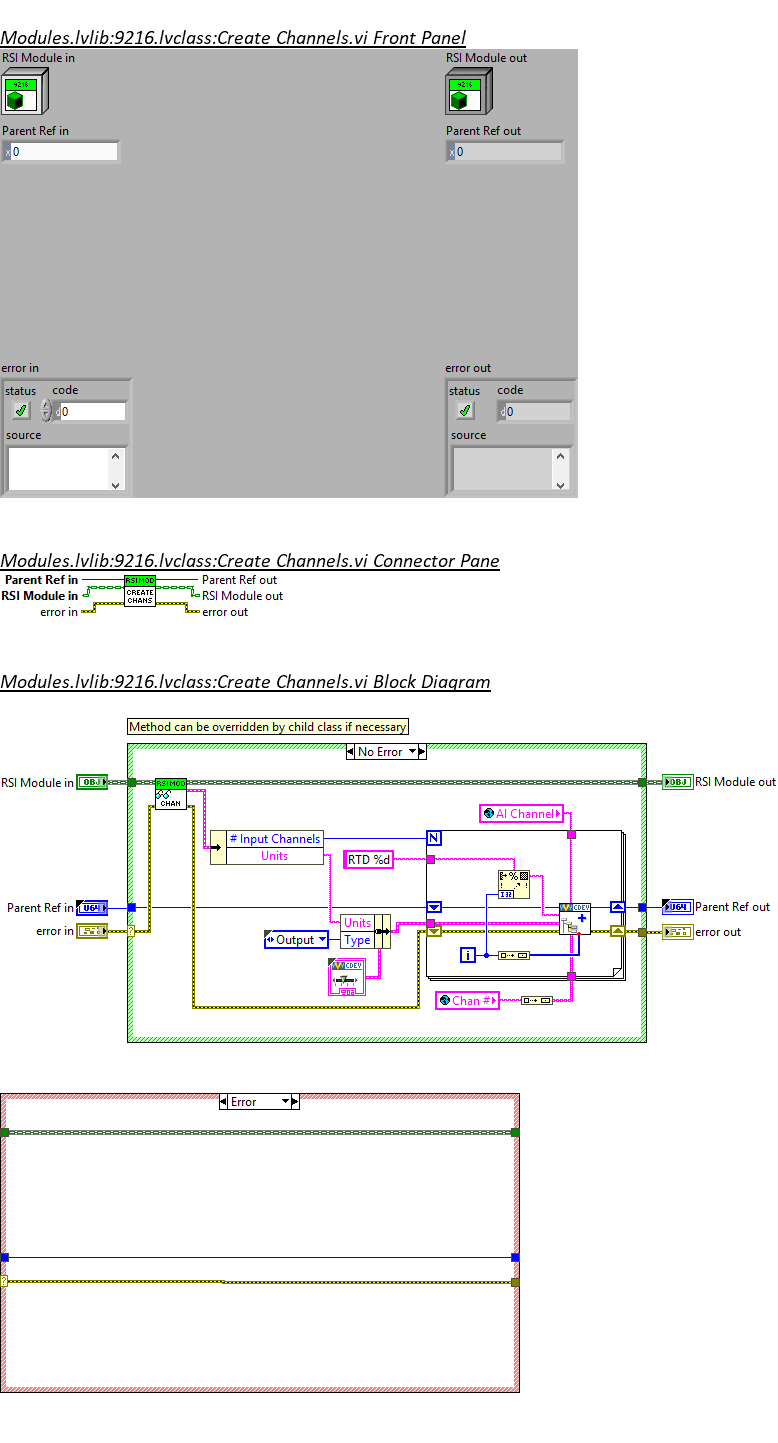 Modules.lvlib:9216.lvclass:Create Channels.vi Front Panel
RSI Module in
RSI Module out
9216
9216
Parent Ref in
Parent Ref out
x 0
x 0
error in
error out
status code
status code
d 0
d 0
source
source
Modules.lvlib:9216.lvclass:Create Channels.vi Connector Pane
Parent Ref in
RSI MOD
Parent Ref out
RSI Module in
CREATE
CHANS
RSI Module out
error in
error out
Modules.lvlib:9216.lvclass:Create Channels.vi Block Diagram
Method can be overridden by child class if necessary
No Error
RSI Module in
OBJ
RSI MOD
CHAN
OBJ
RSI Module out
AI Channel
# Input Channels
Units
N
RTD %d
%
I32
Parent Ref in
U64
CDEV
U64
Parent Ref out
error in
?
Units
Type
Output
error out
i
CDEV
Chan #
Error
?